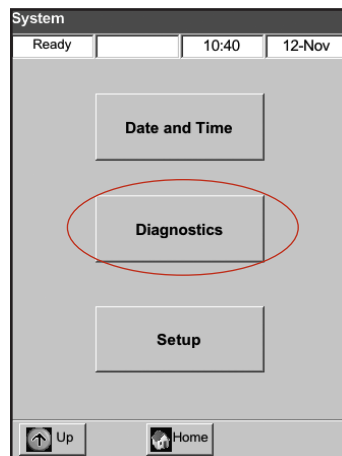 System
Ready 10:40 12-Nov
Date and Time
Diagnostics
Setup
Up Home